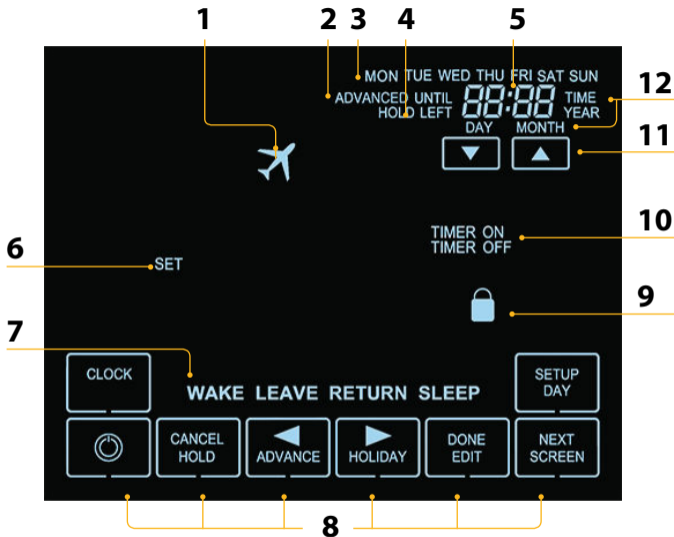 1 2 3 4 5
MON TUE WED THU FRI SAT SUN
12
ADVANCED UNTIL 88:88 TIME
HOLD LEFT YEAR
DAY MONTH
11
TIMER ON 10
TIMER OFF
6
SET
9
7
CLOCK SETUP
DAY
WAKE LEAVE RETURN SLEEP
CANCEL
HOLD
ADVANCE
HOLIDAY
DONE
EDIT
NEXT
SCREEN
8